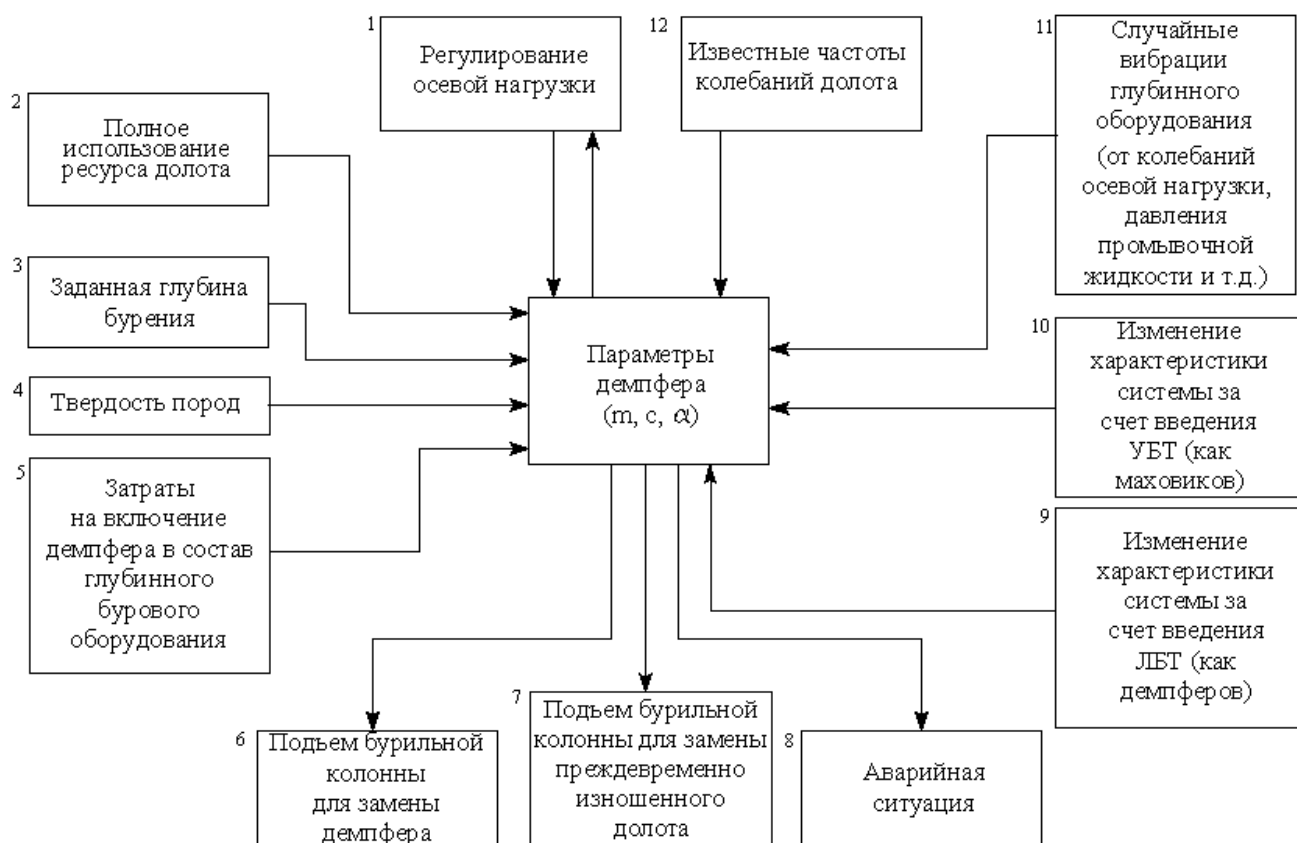 1
Регулирование
осевой нагрузки
12
Известные частоты
колебаний долота
11
Случайные
вибрации
глубинного
оборудования
(от колебаний
осевой нагрузки,
давления
промывочной
жидкости и т.д.)
2
Полное
использование
ресурса долота
3
Заданная глубина
бурения
4
Твердость пород
5
Затраты
на включение
демпфера в состав
глубинного
бурового
оборудования
Параметры
демпфера
(m, c, α)
10
Изменение
характеристики
системы за
счет введения
УБТ (как
маховиков)
9
Изменение
характеристики
системы за
счет введения
ЛБТ (как
демпферов)
6
Подъем бурильной
колонны
для замены
демпфера
7
Подъем бурильной
колонны для замены
преждевременно
изношенного
долота
8
Аварийная
ситуация